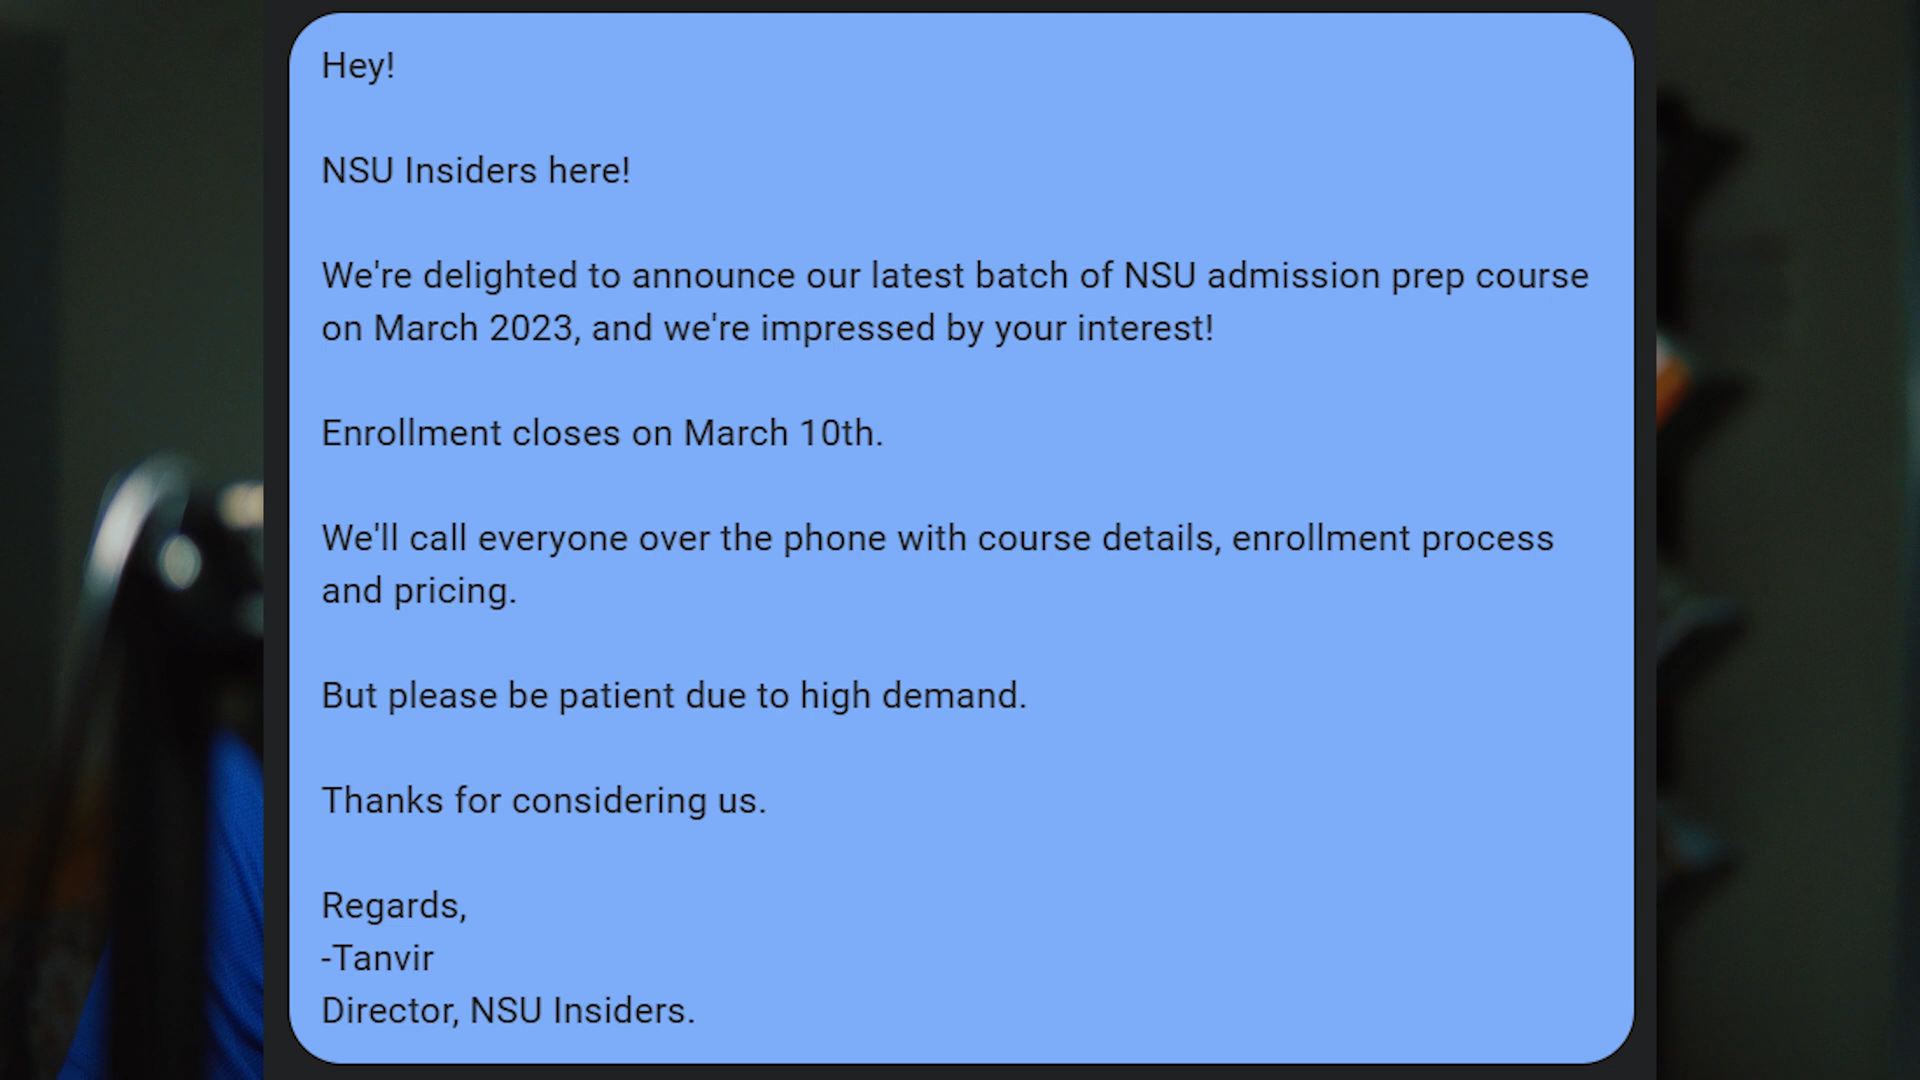 Hey!
NSU Insiders here!
We're delighted to announce our latest batch of NSU admission prep course
on March 2023, and we're impressed by your interest!
Enrollment closes on March 10th.
We'll call everyone over the phone with course details, enrollment process
and pricing.
But please be patient due to high demand.
Thanks for considering us.
Regards,
-Tanvir
Director, NSU Insiders.